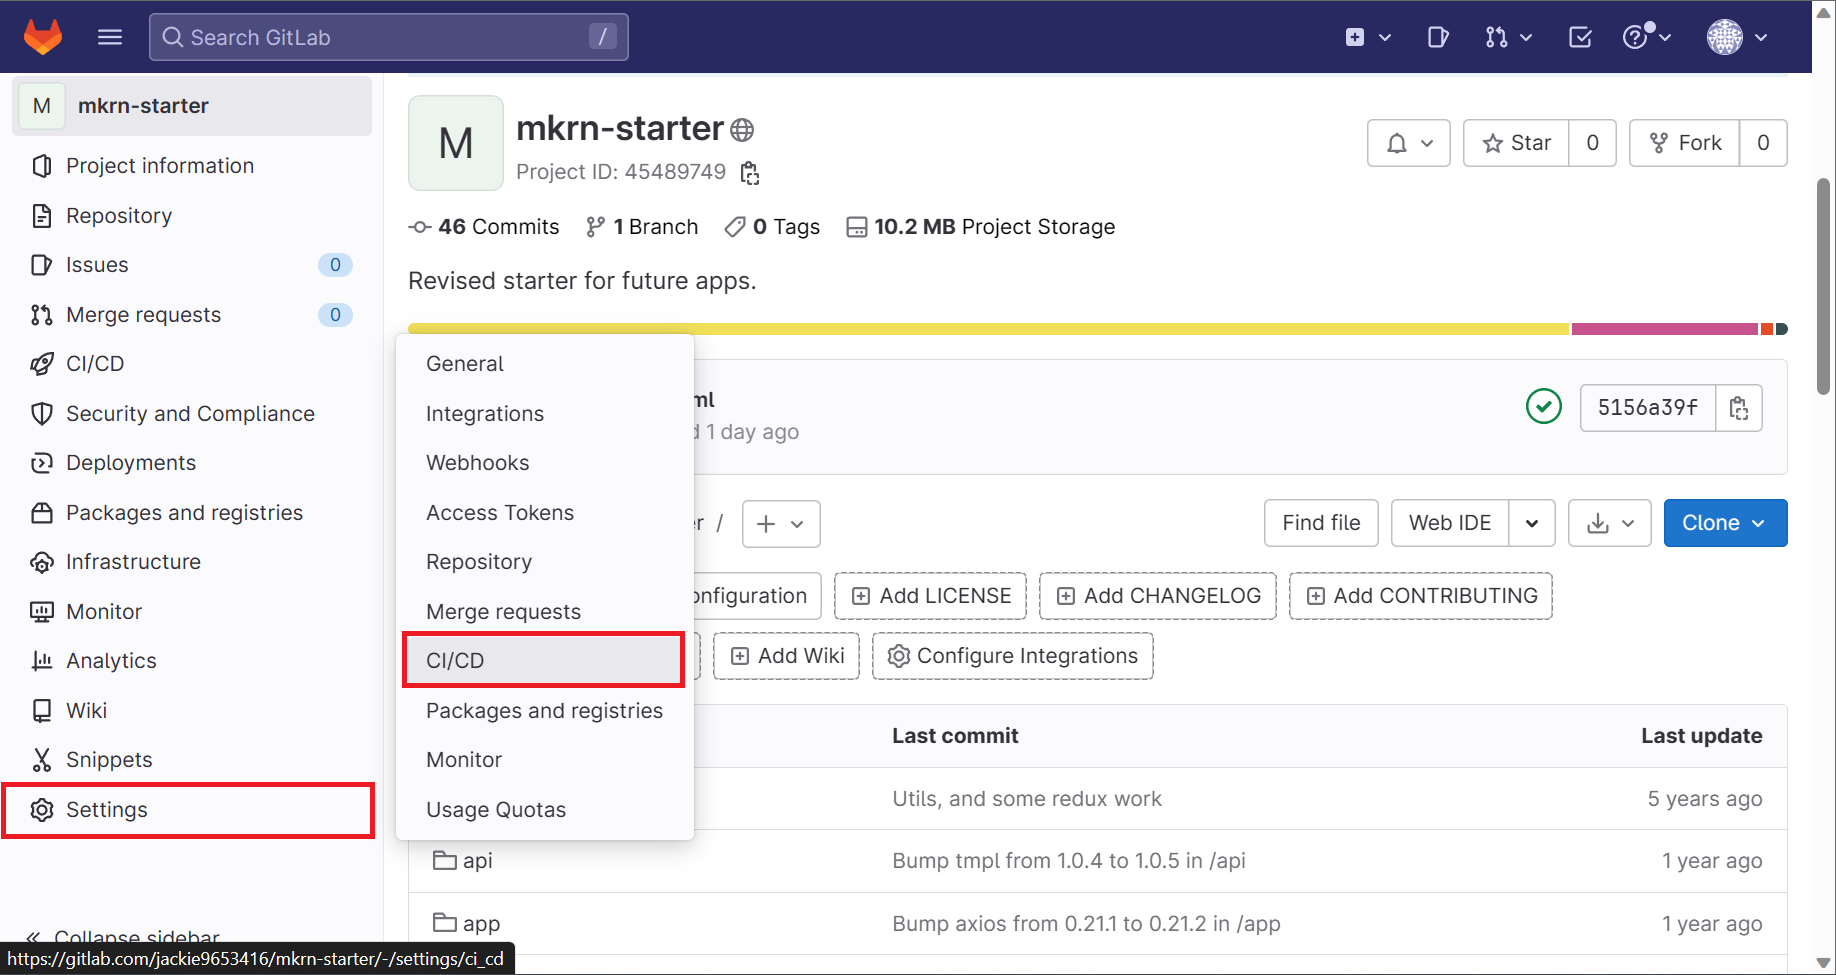 Search GitLab
/
M
mkrn-starter
Project information
Repository
Issues
0
Merge requests
0
CI/CD
Security and Compliance
Deployments
Packages and registries
Infrastructure
Monitor
Analytics
Wiki
Snippets
Settings
Collapse sidebar
https://gitlab.com/jackie9653416/mkrn-starter/-/settings/ci_cd
M
mkrn-starter
Project ID: 45489749
Star
0
Fork
0
46 Commits
1 Branch
0 Tags
10.2 MB Project Storage
Revised starter for future apps.
General
Integrations
Webhooks
Access Tokens
Repository
Merge requests
CI/CD
Packages and registries
Monitor
Usage Quotas
ml
1 day ago
5156a39f
er /
Find file
Web IDE
Clone
onfiguration
Add LICENSE
Add CHANGELOG
Add CONTRIBUTING
Add Wiki
Configure Integrations
Last commit
Last update
Utils, and some redux work
5 years ago
api
Bump tmpl from 1.0.4 to 1.0.5 in /api
1 year ago
app
Bump axios from 0.21.1 to 0.21.2 in /app
1 year ago